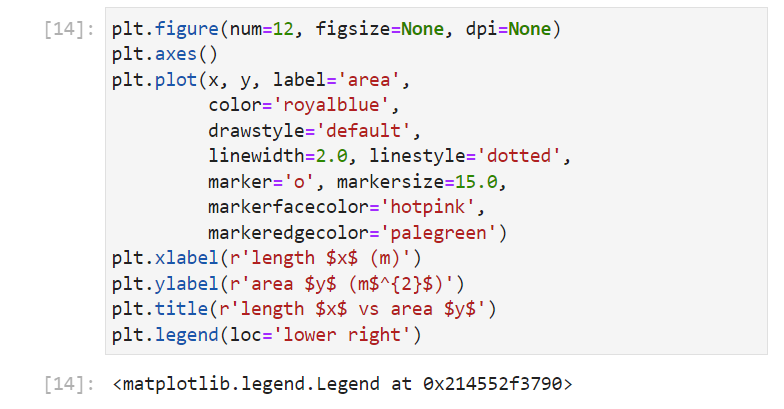 [14]: plt.figure(num=12, figsize=None, dpi=None)
plt.axes()
plt.plot(x, y, label='area',
         color='royalblue',
         drawstyle='default',
         linewidth=2.0, linestyle='dotted',
         marker='o', markersize=15.0,
         markerfacecolor='hotpink',
         markeredgecolor='palegreen')
plt.xlabel(r'length $x$ (m)')
plt.ylabel(r'area $y$ (m$^{2}$)')
plt.title(r'length $x$ vs area $y$')
plt.legend(loc='lower right')
[14]: <matplotlib.legend.Legend at 0x214552f3790>